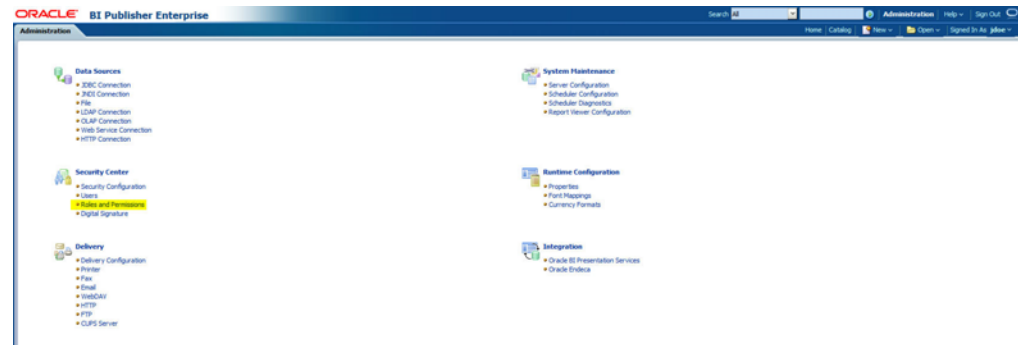 ORACLE BI Publisher Enterprise
Search All Administration Help Sign Out
Administration
Home Catalog New Open Signed In As jdoe
Data Sources
JDBC Connection
JNDI Connection
File
LDAP Connection
OLAP Connection
Web Service Connection
HTTP Connection
System Maintenance
Server Configuration
Scheduler Configuration
Scheduler Diagnostics
Report Viewer Configuration
Security Center
Security Configuration
Users
Roles and Permissions
Digital Signature
Runtime Configuration
Properties
Font Mappings
Currency Formats
Delivery
Delivery Configuration
Printer
Fax
Email
WebDAV
HTTP
FTP
CUPS Server
Integration
Oracle BI Presentation Services
Oracle Endeca